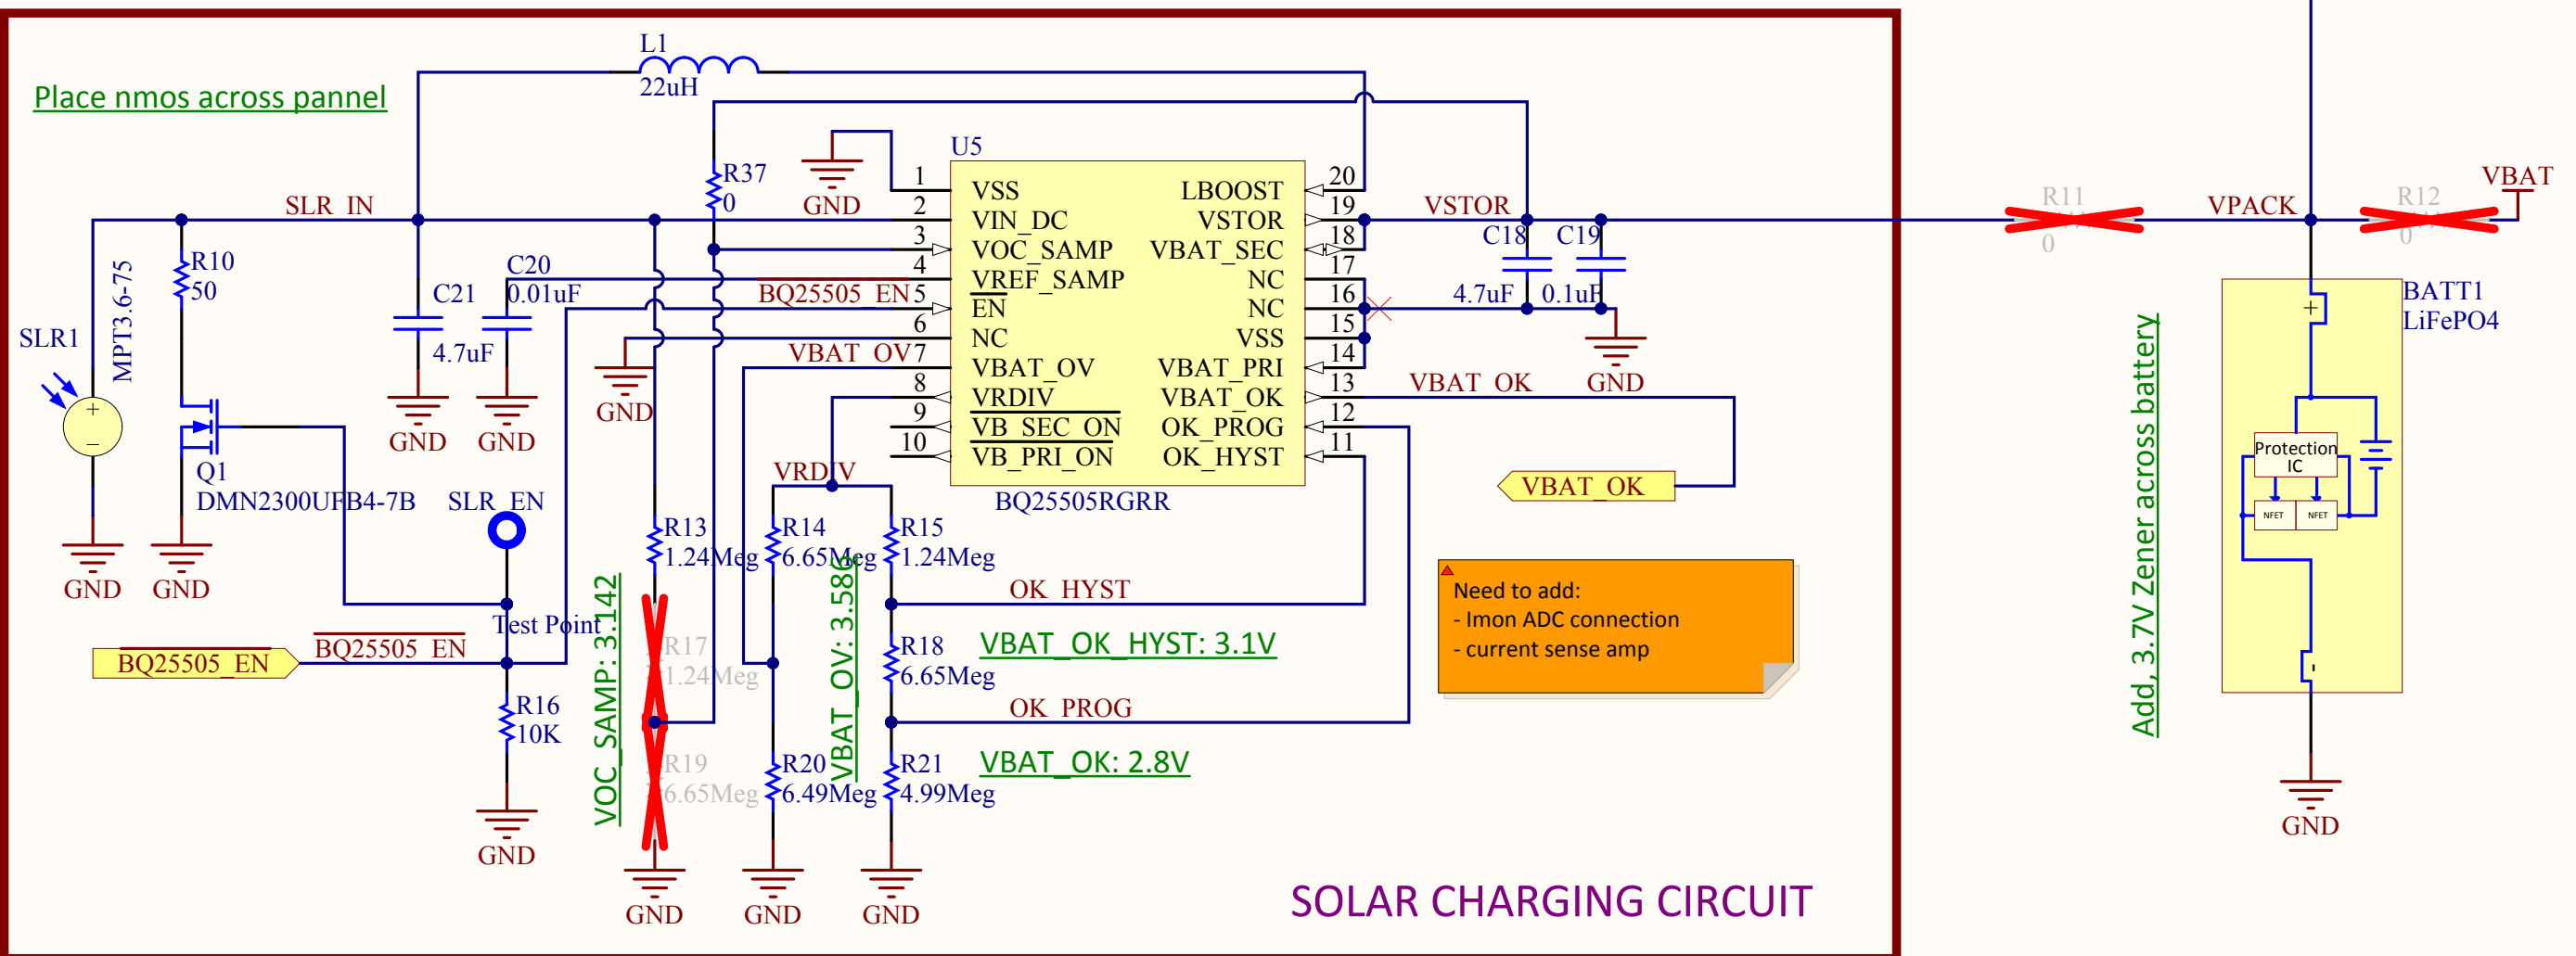 Place nmos across pannel
L1
22uH
R37
0
GND
U5
SLR_IN
R10
50
SLR1
MPT3.6-75
C21
4.7uF
C20
0.01uF
GND
GND
Q1
DMN2300UFB4-7B
GND
GND
SLR_EN
Test Point
BQ25505_EN
BQ25505_EN
R16
10K
GND
BQ25505_EN
VBAT_OV
GND
VRDIV
1 VSS
2 VIN_DC
3 VOC_SAMP
4 VREF_SAMP
5 EN
6 NC
7 VBAT_OV
8 VRDIV
9 VB_SEC_ON
10 VB_PRI_ON
LBOOST 20
VSTOR 19
VBAT_SEC 18
NC 17
NC 16
VSS 15
VBAT_PRI 14
VBAT_OK 13
OK_PROG 12
OK_HYST 11
BQ25505RGRR
R13
1.24Meg
R14
6.65Meg
R15
1.24Meg
R17
1.24Meg
R18
6.65Meg
R19
6.65Meg
R20
6.49Meg
R21
4.99Meg
VOC_SAMP: 3.142
VBAT_OV: 3.586
OK_HYST
VBAT_OK_HYST: 3.1V
OK_PROG
VBAT_OK: 2.8V
GND
GND
GND
VSTOR
C18
4.7uF
C19
0.1uF
GND
VBAT_OK
VBAT_OK
Need to add:
- Imon ADC connection
- current sense amp
SOLAR CHARGING CIRCUIT
R11
0
VPACK
R12
0
VBAT
BATT1
LiFePO4
+
Protection
IC
NFET
NFET
-
Add, 3.7V Zener across battery
GND